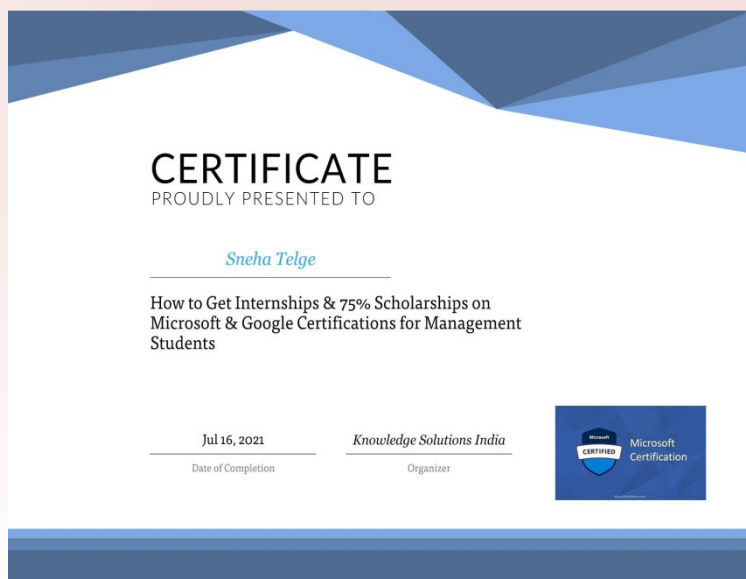 CERTIFICATE
PROUDLY PRESENTED TO
Sneha Telge
How to Get Internships & 75% Scholarships on
Microsoft & Google Certifications for Management
Students
Jul 16, 2021
Date of Completion
Knowledge Solutions India
Organizer
Microsoft
CERTIFIED
Microsoft
Certification